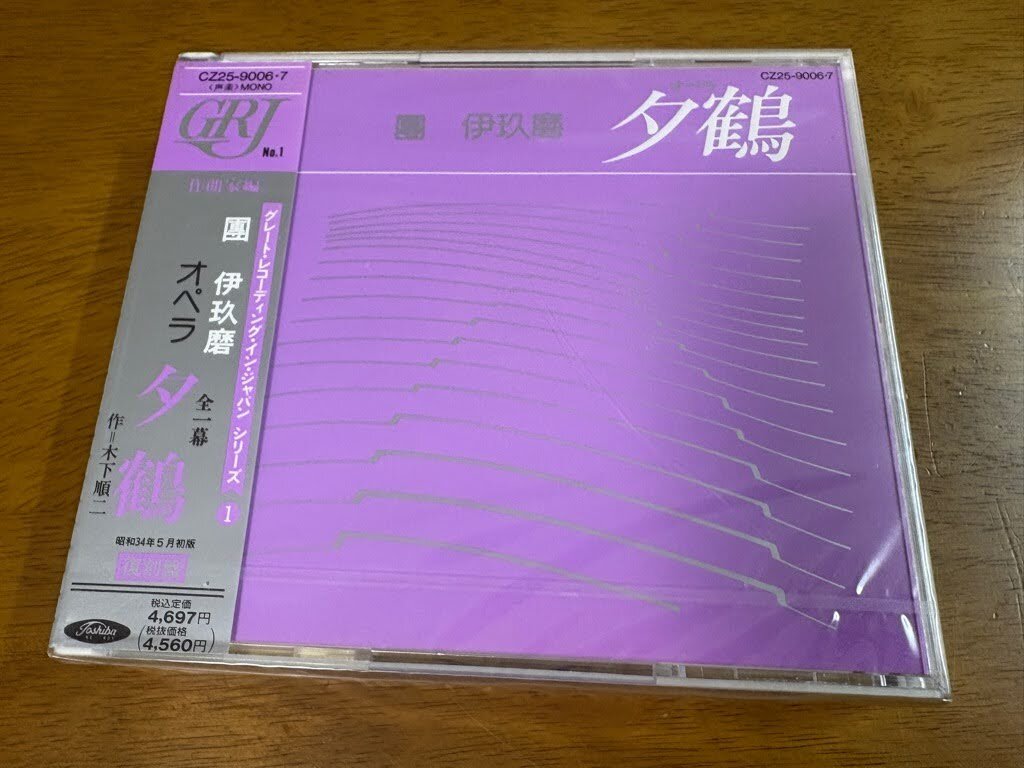 CZ25-9006・7
〈声楽〉MONO
GRJ
No.1
作曲家編
グレート・レコーディング・イン・ジャパン シリーズ 1
團 伊玖磨
オペラ
夕鶴
全一幕
作=木下順二
昭和34年5月初版
復刻盤
税込定価
4,697円
(税抜価格
4,560円)
Toshiba
CZ25-9006・7
團 伊玖磨
夕鶴